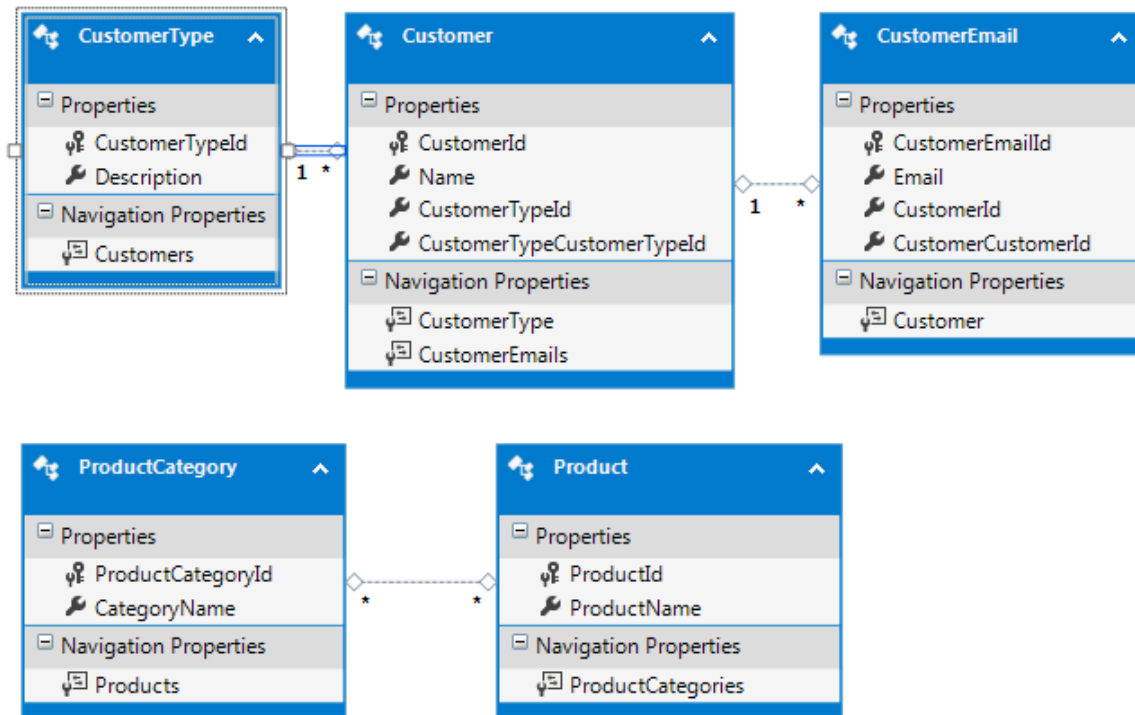 CustomerType
Properties
CustomerTypeId
Description
Navigation Properties
Customers
1 *
Customer
Properties
CustomerId
Name
CustomerTypeId
CustomerTypeCustomerTypeId
Navigation Properties
CustomerType
CustomerEmails
1 *
CustomerEmail
Properties
CustomerEmailId
Email
CustomerId
CustomerCustomerId
Navigation Properties
Customer
ProductCategory
Properties
ProductCategoryId
CategoryName
Navigation Properties
Products
* *
Product
Properties
ProductId
ProductName
Navigation Properties
ProductCategories